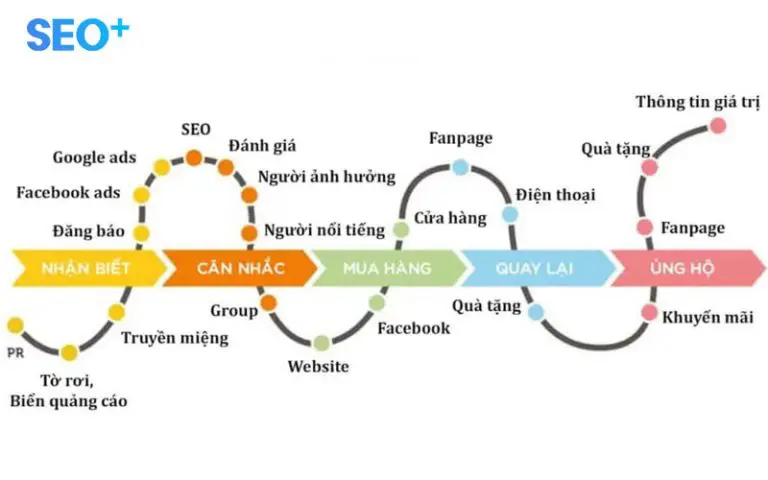 SEO+
PR
Tờ rơi,
Biển quảng cáo
Truyền miệng
Đăng báo
Facebook ads
Google ads
SEO
Đánh giá
Người ảnh hưởng
Người nổi tiếng
Group
Website
Facebook
Cửa hàng
Fanpage
Điện thoại
Quà tặng
Khuyến mãi
Fanpage
Quà tặng
Thông tin giá trị
NHẬN BIẾT
CÂN NHẮC
MUA HÀNG
QUAY LẠI
ỦNG HỘ